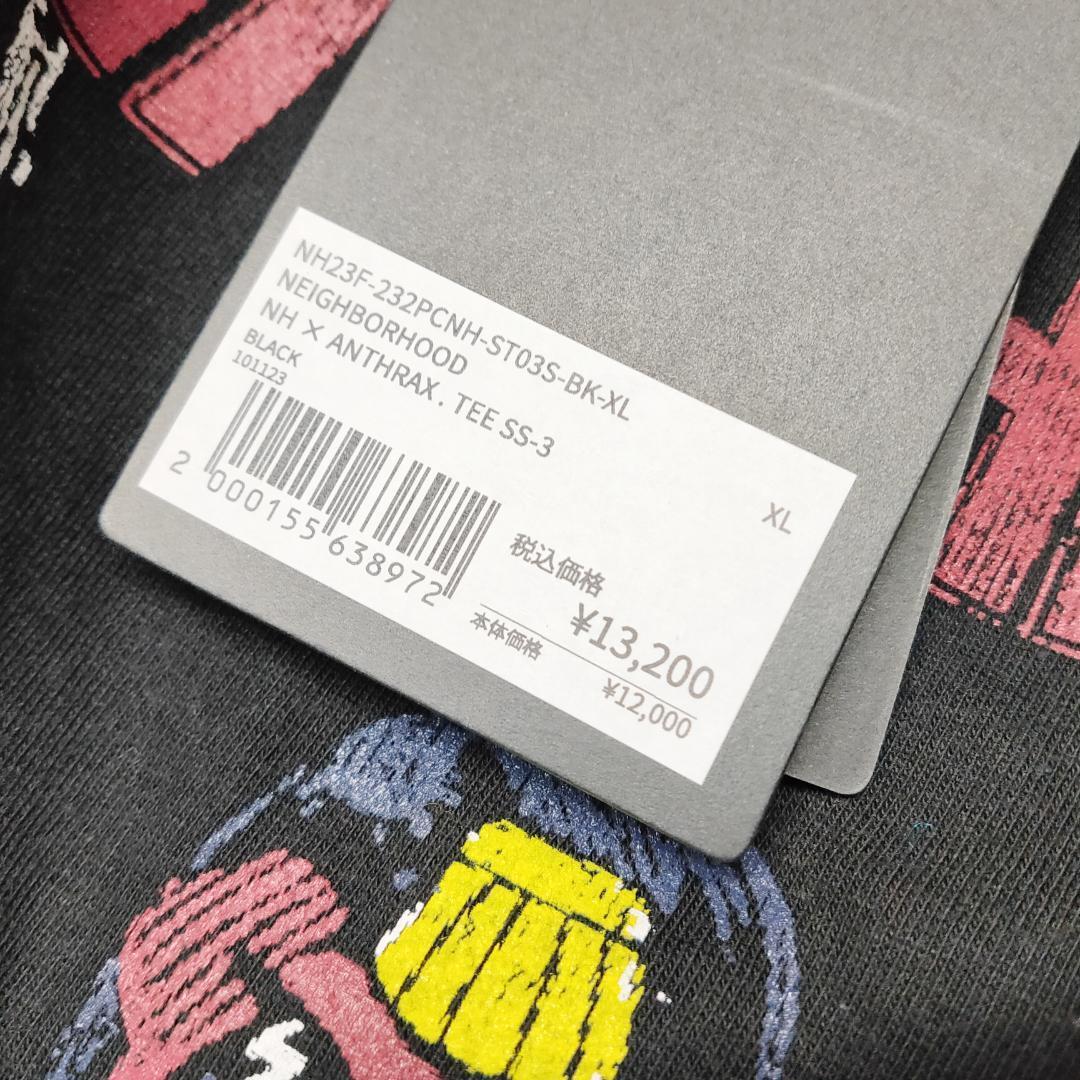 NH23F-232PCNH-ST03S-BK-XL
NEIGHBORHOOD
NH × ANTHRAX. TEE SS-3
BLACK
101123
XL
2 000155 638972
税込価格
¥13,200
本体価格
¥12,000